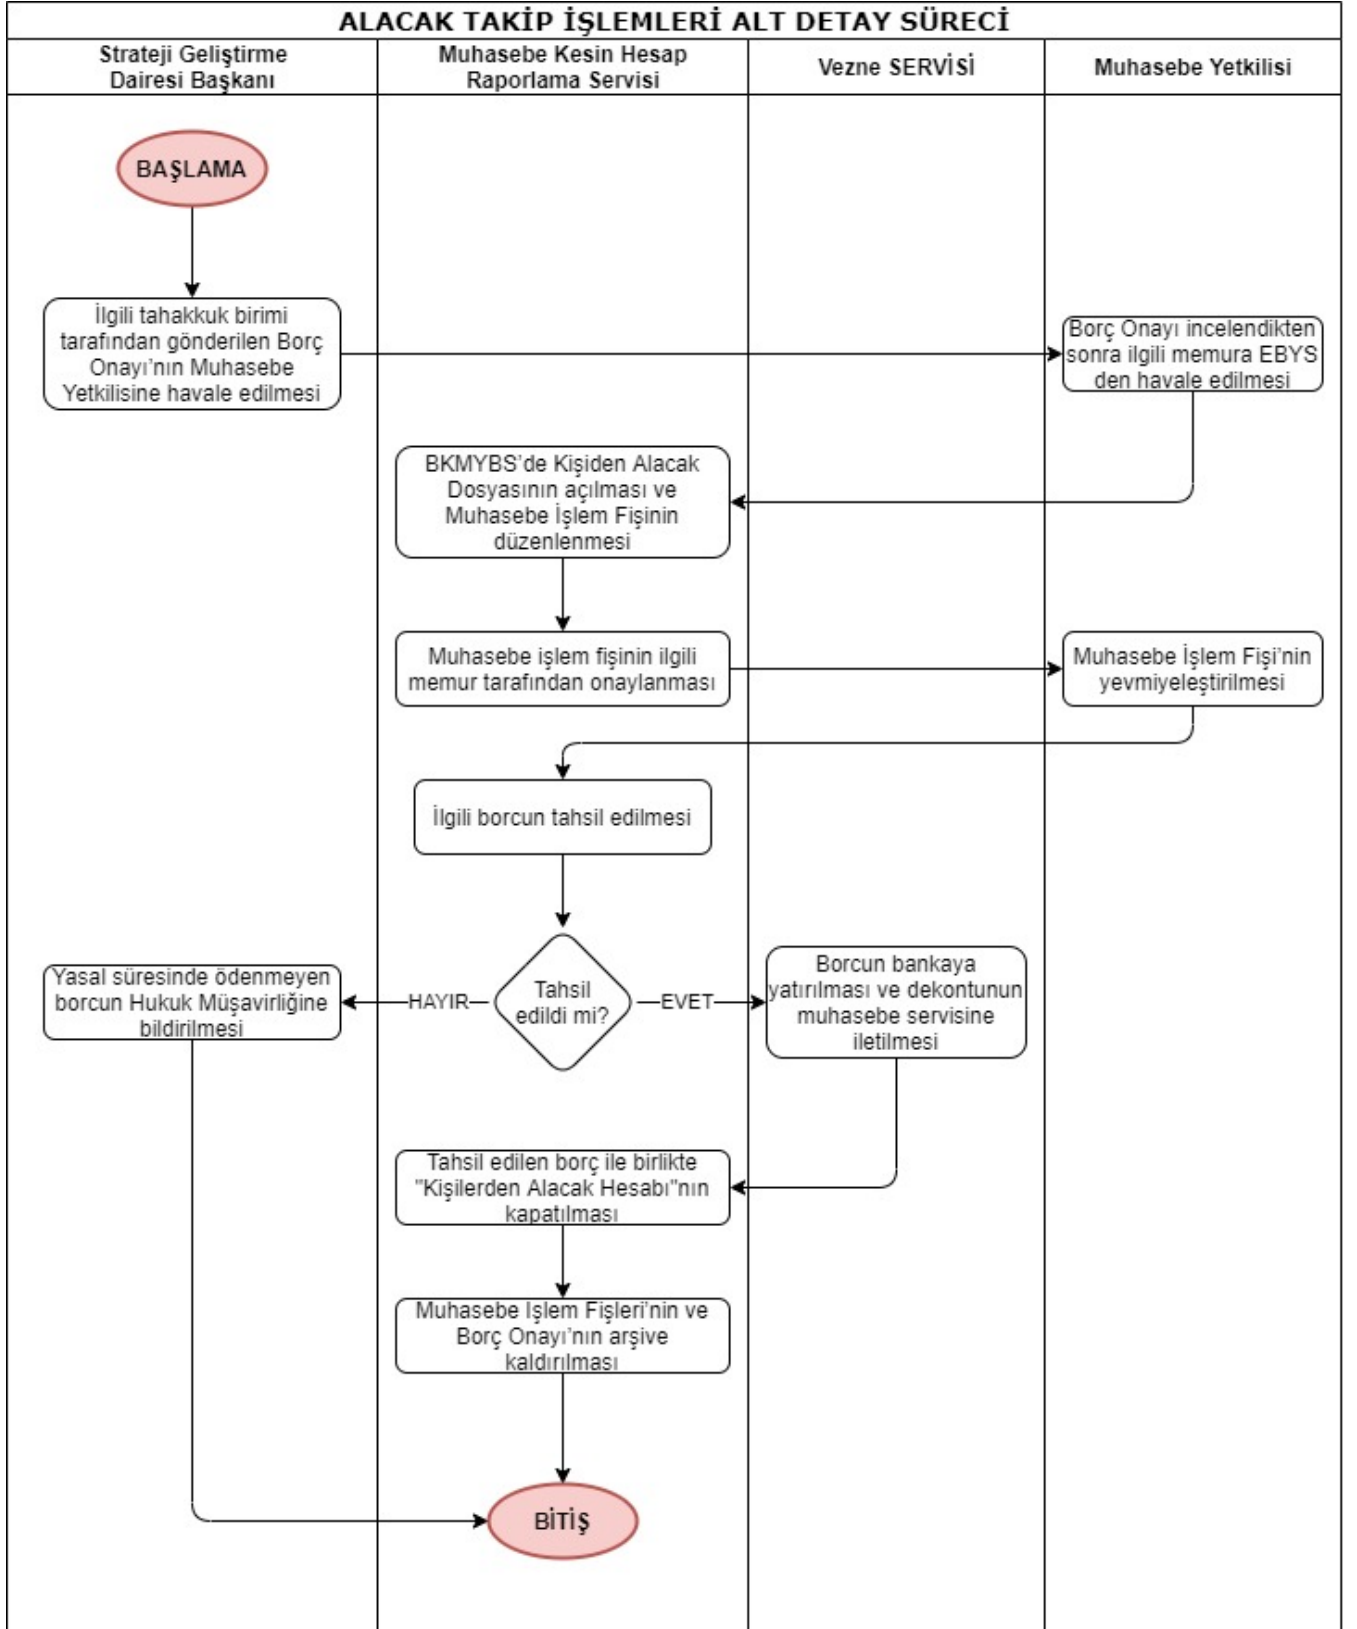 ALACAK TAKİP İŞLEMLERİ ALT DETAY SÜRECİ
Strateji Geliştirme
Dairesi Başkanı
Muhasebe Kesin Hesap
Raporlama Servisi
Vezne SERVİSİ
Muhasebe Yetkilisi
BAŞLAMA
İlgili tahakkuk birimi
tarafından gönderilen Borç
Onayı'nın Muhasebe
Yetkilisine havale edilmesi
Borç Onayı incelendikten
sonra ilgili memura EBYS
den havale edilmesi
BKMYBS'de Kişiden Alacak
Dosyasının açılması ve
Muhasebe İşlem Fişinin
düzenlenmesi
Muhasebe işlem fişinin ilgili
memur tarafından onaylanması
Muhasebe İşlem Fişi'nin
yevmiyeleştirilmesi
İlgili borcun tahsil edilmesi
Tahsil
edildi mi?
HAYIR
EVET
Yasal süresinde ödenmeyen
borcun Hukuk Müşavirliğine
bildirilmesi
Borcun bankaya
yatırılması ve dekontunun
muhasebe servisine
iletilmesi
Tahsil edilen borç ile birlikte
"Kişilerden Alacak Hesabı"nın
kapatılması
Muhasebe İşlem Fişleri'nin ve
Borç Onayı'nın arşive
kaldırılması
BİTİŞ